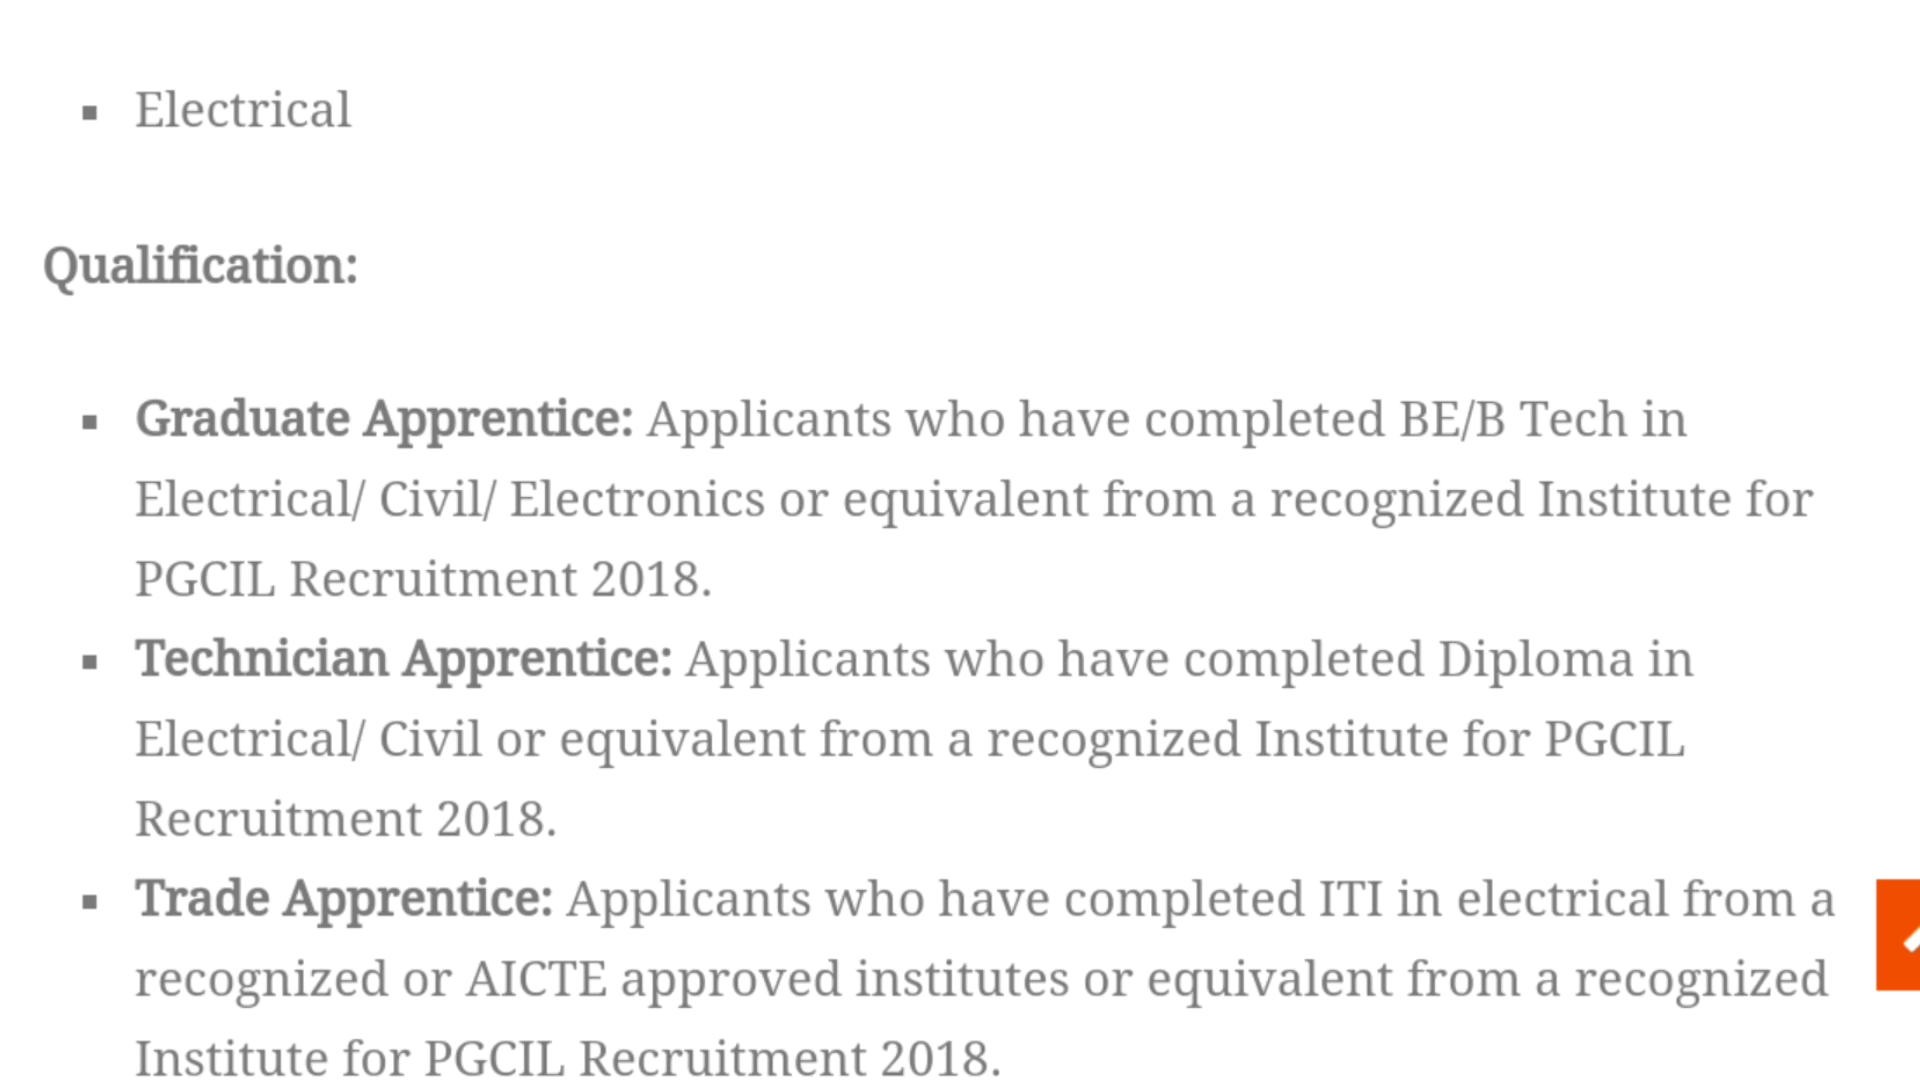 Electrical
Qualification:
Graduate Apprentice: Applicants who have completed BE/B Tech in
Electrical/ Civil/ Electronics or equivalent from a recognized Institute for
PGCIL Recruitment 2018.
Technician Apprentice: Applicants who have completed Diploma in
Electrical/ Civil or equivalent from a recognized Institute for PGCIL
Recruitment 2018.
Trade Apprentice: Applicants who have completed ITI in electrical from a
recognized or AICTE approved institutes or equivalent from a recognized
Institute for PGCIL Recruitment 2018.